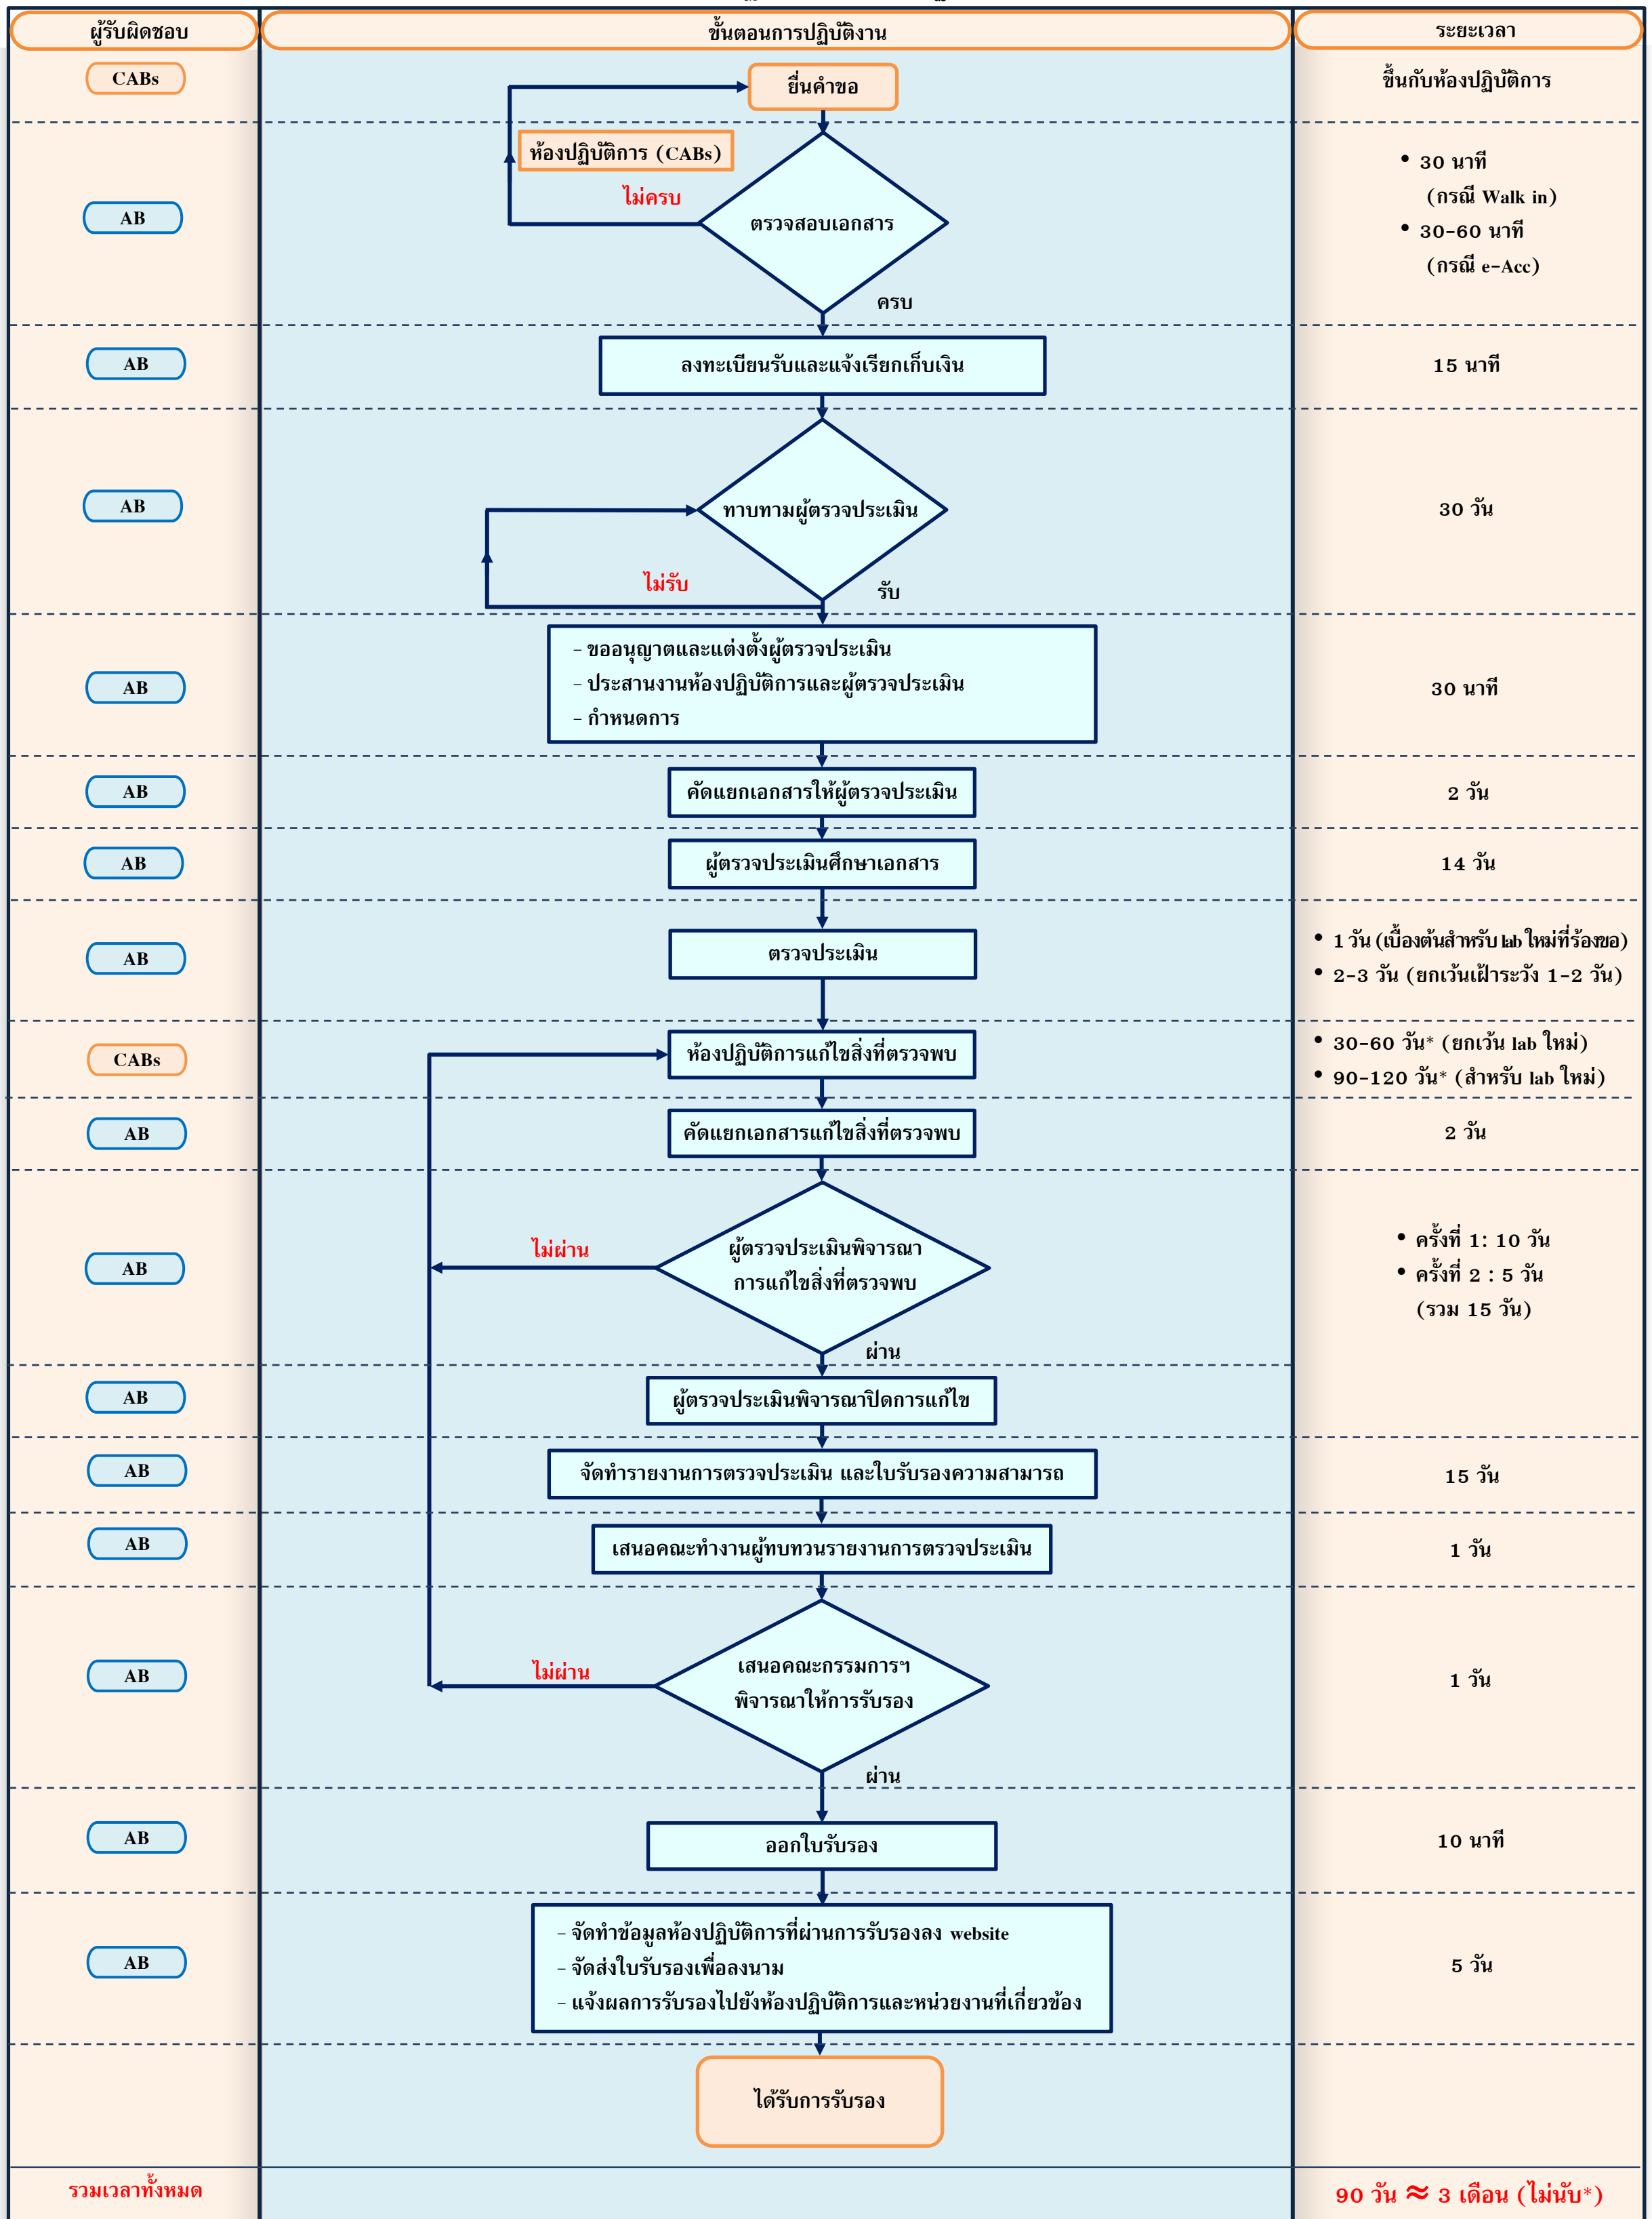 ผู้รับผิดชอบ
ขั้นตอนการปฏิบัติงาน
ระยะเวลา
CABs
ยื่นคำขอ
ขึ้นกับห้องปฏิบัติการ
ห้องปฏิบัติการ (CABs)
ไม่ครบ
AB
ตรวจสอบเอกสาร
ครบ
• 30 นาที
(กรณี Walk in)
• 30-60 นาที
(กรณี e-Acc)
AB
ลงทะเบียนรับและแจ้งเรียกเก็บเงิน
15 นาที
AB
ทาบทามผู้ตรวจประเมิน
30 วัน
ไม่รับ
รับ
AB
- ขออนุญาตและแต่งตั้งผู้ตรวจประเมิน
- ประสานงานห้องปฏิบัติการและผู้ตรวจประเมิน
- กำหนดการ
30 นาที
AB
คัดแยกเอกสารให้ผู้ตรวจประเมิน
2 วัน
AB
ผู้ตรวจประเมินศึกษาเอกสาร
14 วัน
AB
ตรวจประเมิน
• 1 วัน (เบื้องต้นสำหรับ lab ใหม่ที่ร้องขอ)
• 2-3 วัน (ยกเว้นเฝ้าระวัง 1-2 วัน)
CABs
ห้องปฏิบัติการแก้ไขสิ่งที่ตรวจพบ
• 30-60 วัน* (ยกเว้น lab ใหม่)
• 90-120 วัน* (สำหรับ lab ใหม่)
AB
คัดแยกเอกสารแก้ไขสิ่งที่ตรวจพบ
2 วัน
AB
ไม่ผ่าน
ผู้ตรวจประเมินพิจารณา
การแก้ไขสิ่งที่ตรวจพบ
ผ่าน
• ครั้งที่ 1: 10 วัน
• ครั้งที่ 2 : 5 วัน
(รวม 15 วัน)
AB
ผู้ตรวจประเมินพิจารณาปิดการแก้ไข
AB
จัดทำรายงานการตรวจประเมิน และใบรับรองความสามารถ
15 วัน
AB
เสนอคณะทำงานผู้ทบทวนรายงานการตรวจประเมิน
1 วัน
AB
ไม่ผ่าน
เสนอคณะกรรมการฯ
พิจารณาให้การรับรอง
ผ่าน
1 วัน
AB
ออกใบรับรอง
10 นาที
AB
- จัดทำข้อมูลห้องปฏิบัติการที่ผ่านการรับรองลง website
- จัดส่งใบรับรองเพื่อลงนาม
- แจ้งผลการรับรองไปยังห้องปฏิบัติการและหน่วยงานที่เกี่ยวข้อง
5 วัน
ได้รับการรับรอง
รวมเวลาทั้งหมด
90 วัน ≈ 3 เดือน (ไม่นับ*)